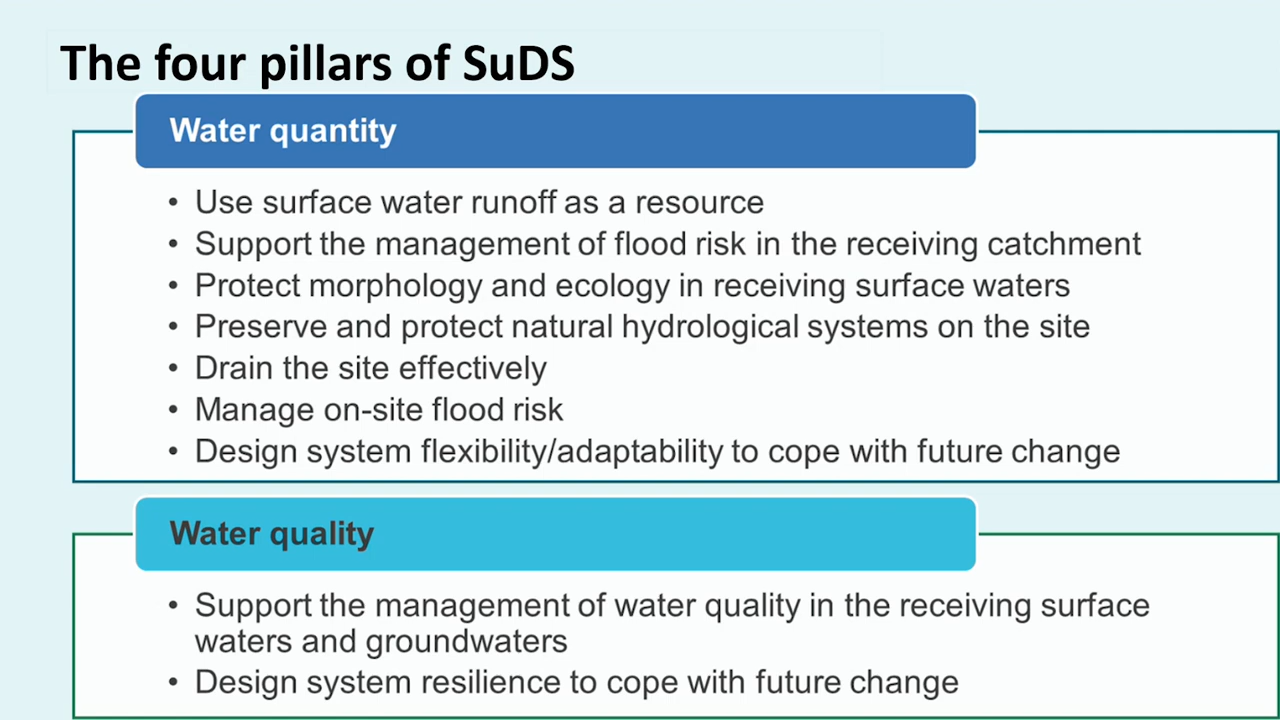 The four pillars of SuDS
Water quantity
• Use surface water runoff as a resource
• Support the management of flood risk in the receiving catchment
• Protect morphology and ecology in receiving surface waters
• Preserve and protect natural hydrological systems on the site
• Drain the site effectively
• Manage on-site flood risk
• Design system flexibility/adaptability to cope with future change
Water quality
• Support the management of water quality in the receiving surface
waters and groundwaters
• Design system resilience to cope with future change